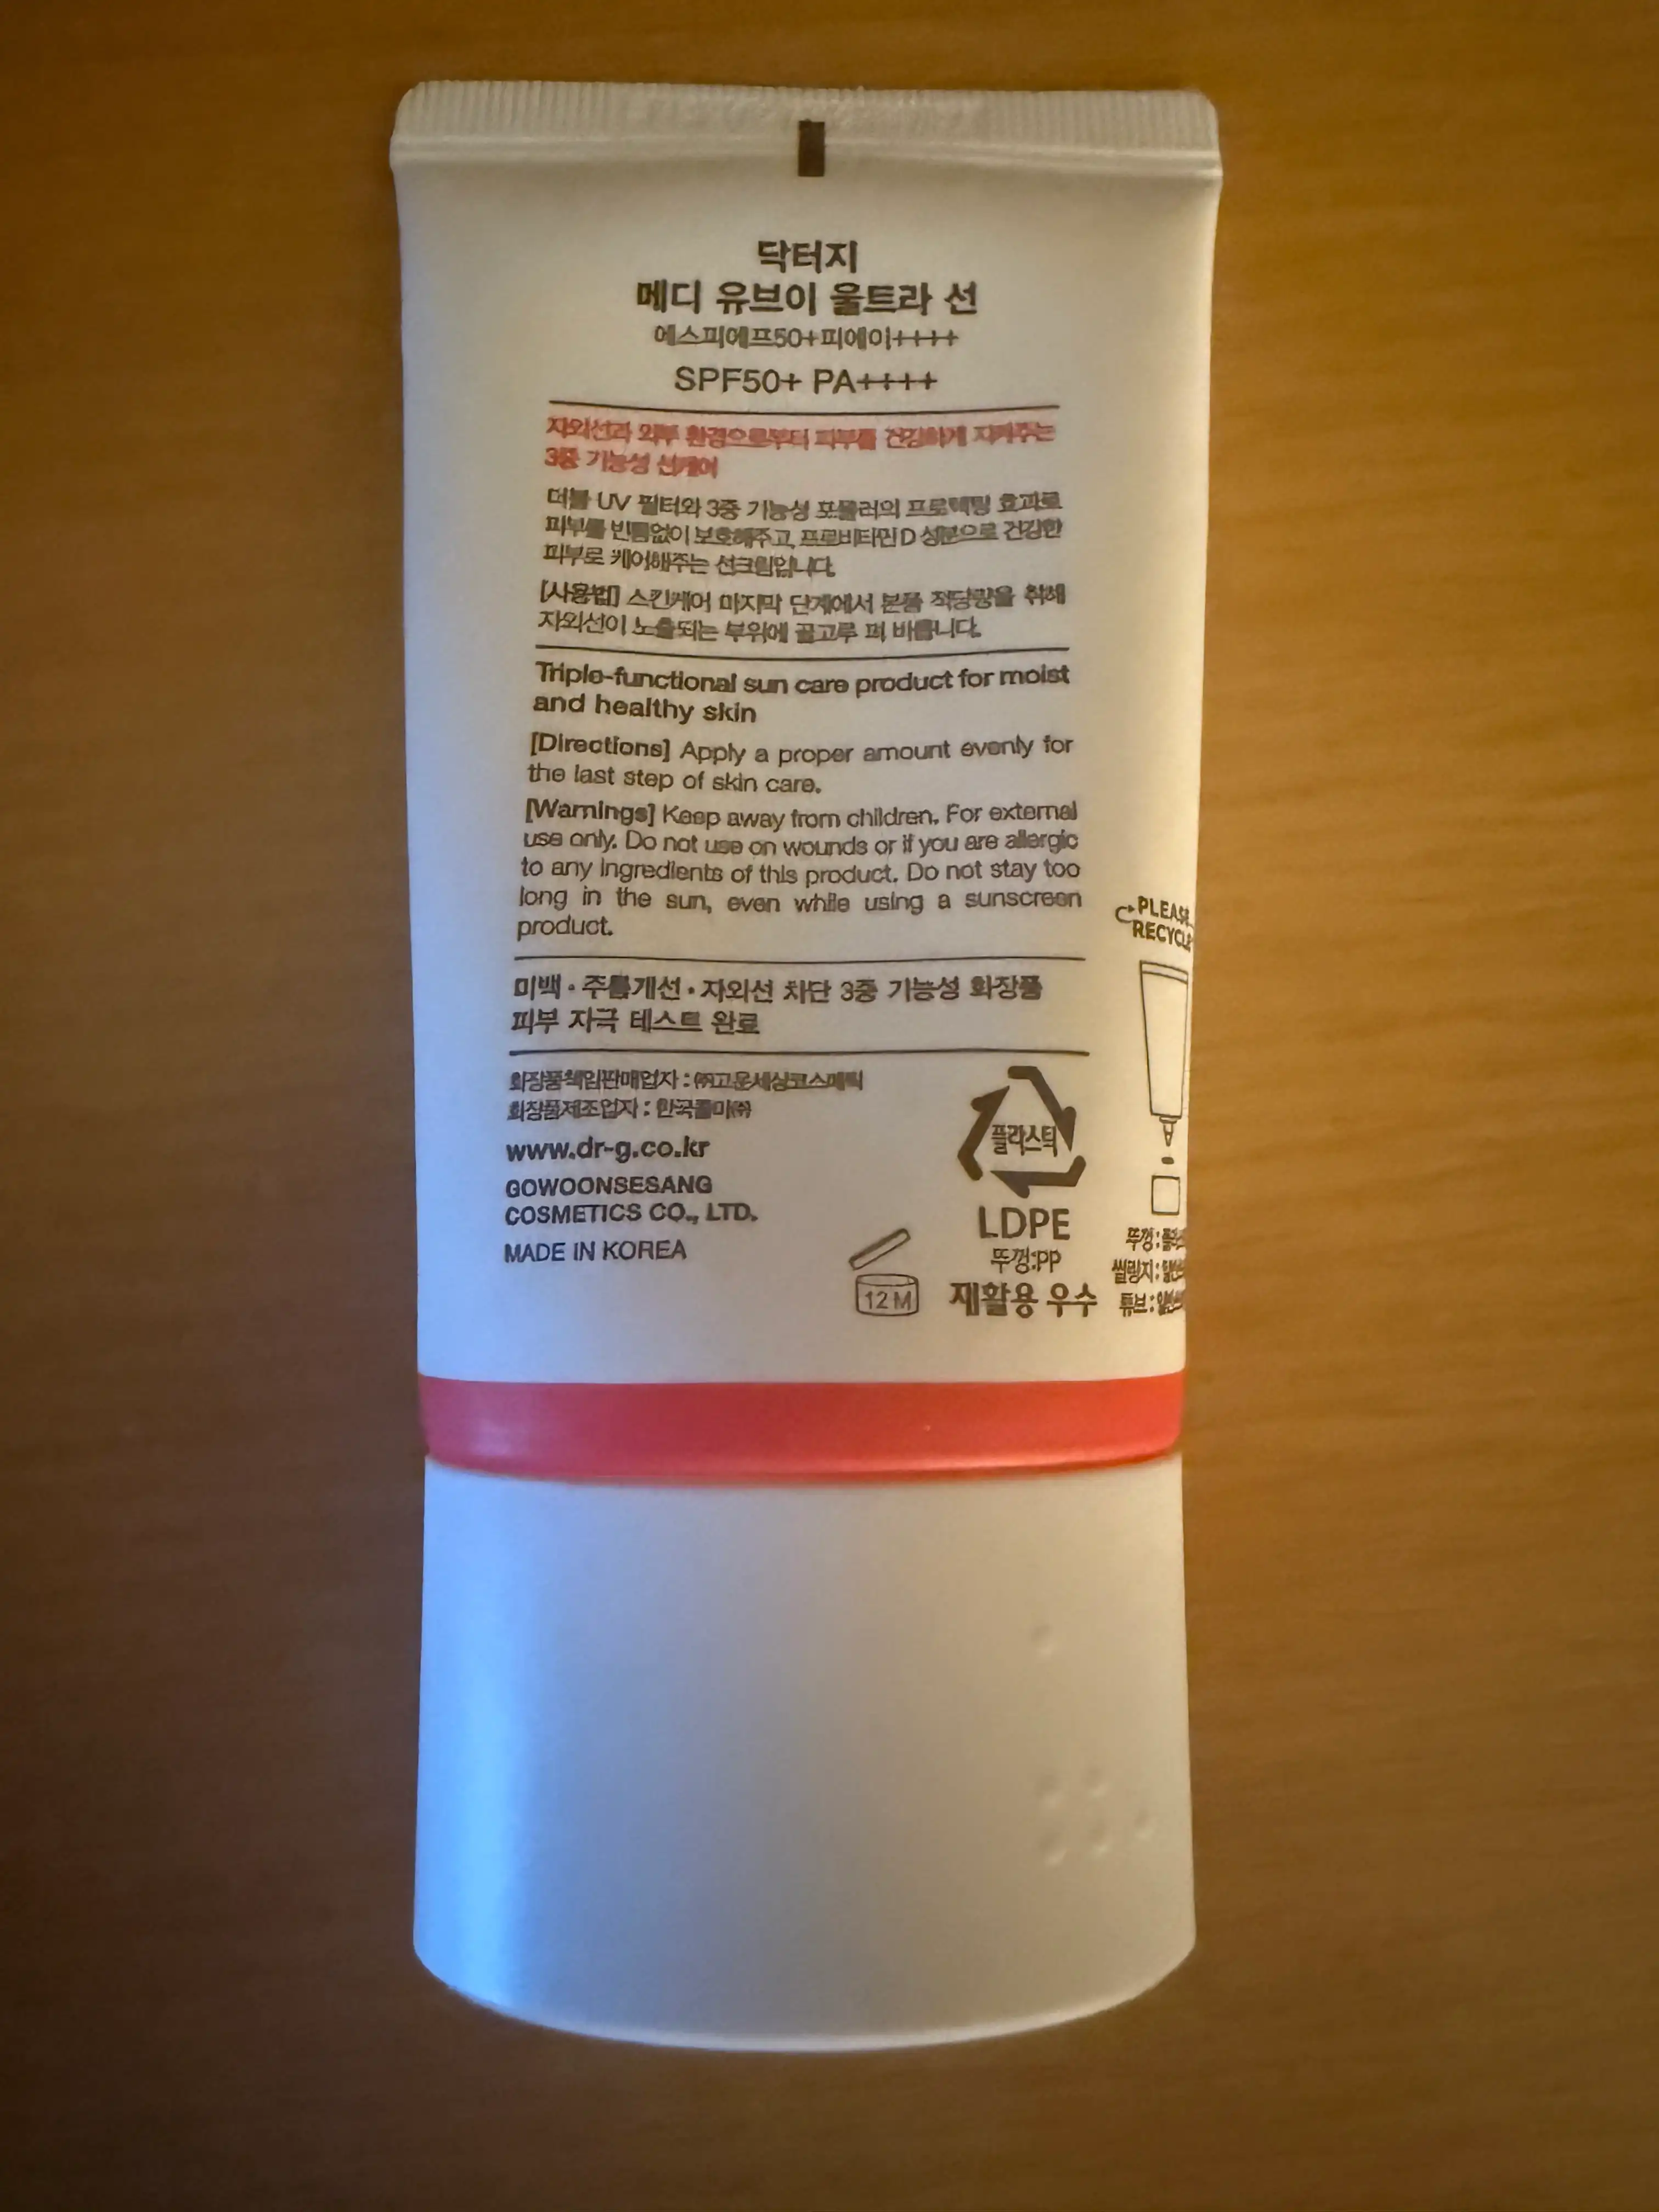 닥터지
메디 유브이 울트라 선
에스피에프50+피에이++++
SPF50+ PA++++
자외선과 외부 환경으로부터 피부를 건강하게 지켜주는
3중 기능성 선케어
더블 UV 필터와 3중 기능성 포뮬러의 프로텍팅 효과로
피부를 빈틈없이 보호해주고, 프로비타민D 성분으로 건강한
피부로 케어해주는 선크림입니다.
[사용법] 스킨케어 마지막 단계에서 본품 적당량을 취해
자외선이 노출되는 부위에 골고루 펴 바릅니다.
Triple-functional sun care product for moist
and healthy skin
[Directions] Apply a proper amount evenly for
the last step of skin care.
[Warnings] Keep away from children. For external
use only. Do not use on wounds or if you are allergic
to any ingredients of this product. Do not stay too
long in the sun, even while using a sunscreen
product.
미백·주름개선·자외선 차단 3중 기능성 화장품
피부 자극 테스트 완료
화장품책임판매업자 : ㈜고운세상코스메틱
화장품제조업자 : 한국콜마㈜
www.dr-g.co.kr
GOWOONSESANG
COSMETICS CO., LTD.
MADE IN KOREA
12M
플라스틱
LDPE
뚜껑:PP
재활용 우수
PLEASE
RECYCLE
뚜껑:
씰링지:
튜브: